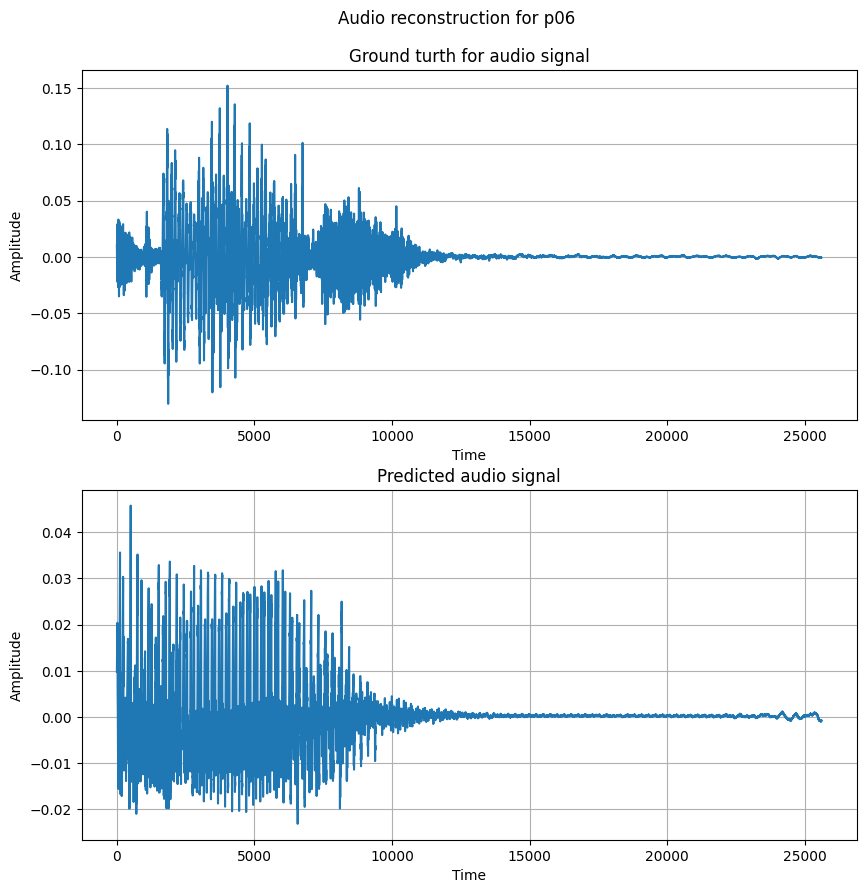 Audio reconstruction for p06
Ground turth for audio signal
0.15
0.10
0.05
0.00
−0.05
−0.10
Amplitude
0 5000 10000 15000 20000 25000
Time
Predicted audio signal
0.04
0.03
0.02
0.01
0.00
−0.01
−0.02
Amplitude
0 5000 10000 15000 20000 25000
Time